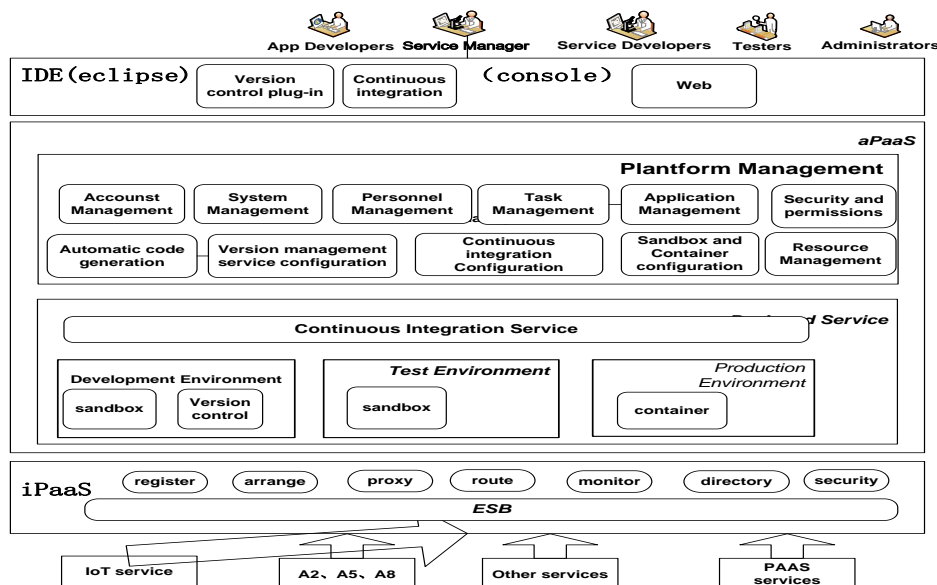 App Developers Service Manager Service Developers Testers Administrators
IDE(eclipse) (console)
Version
control plug-in
Continuous
integration
Web
aPaaS
Plantform Management
Accounst
Management
System
Management
Personnel
Management
Task
Management
Application
Management
Security and
permissions
Automatic code
generation
Version management
service configuration
Continuous
integration
Configuration
Sandbox and
Container
configuration
Resource
Management
Service
Continuous Integration Service
Development Environment
sandbox
Version
control
Test Environment
sandbox
Production
Environment
container
iPaaS
register arrange proxy route monitor directory security
ESB
IoT service
A2、A5、A8
Other services
PAAS
services